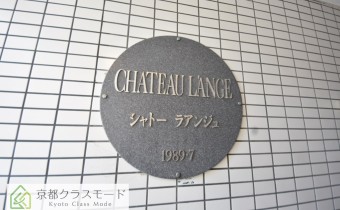 CHATEAU L'ANGE
シャトー ラアンジュ
1989·7
京都クラスモード
Kyoto Class Mode